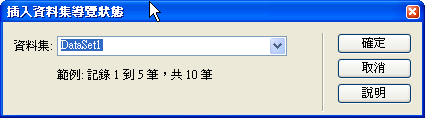 插入資料集導覽狀態
資料集: DataSet1
範例: 記錄 1 到 5 筆，共 10 筆
確定
取消
說明